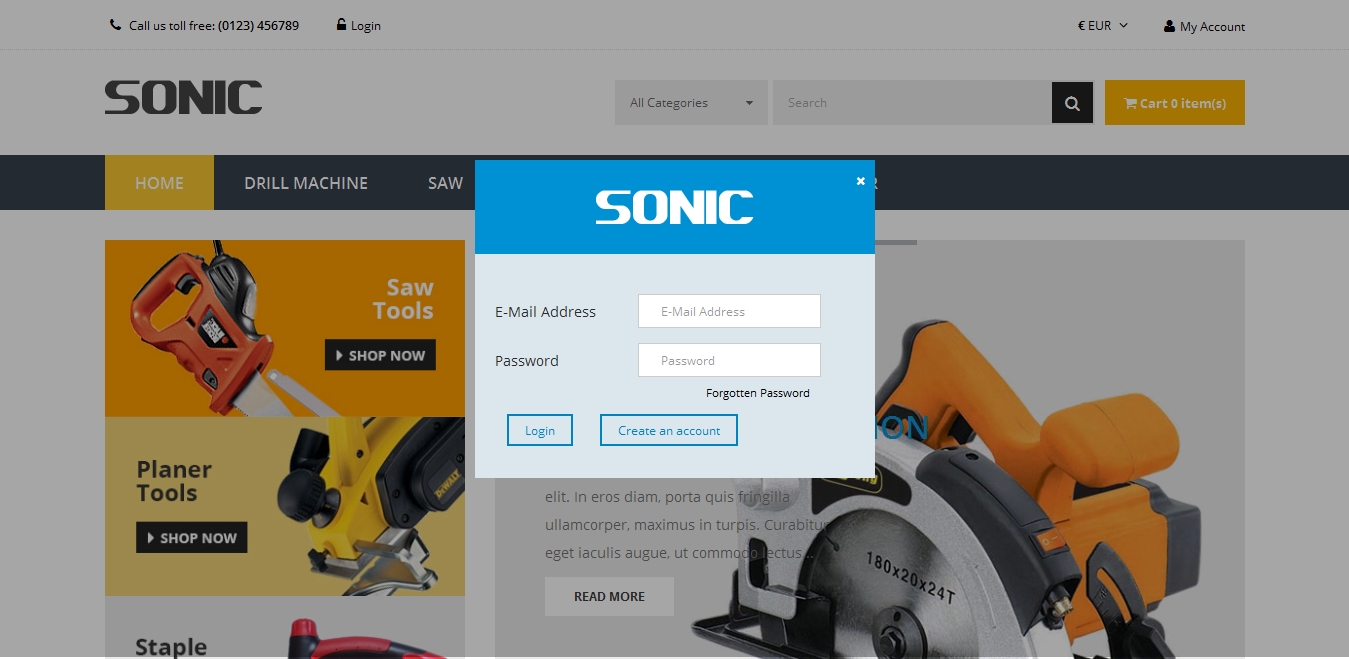 Call us toll free: (0123) 456789
Login
€ EUR
My Account
SONIC
All Categories
Search
Cart 0 item(s)
HOME
DRILL MACHINE
SAW
SONIC
E-Mail Address
E-Mail Address
Password
Password
Forgotten Password
Login
Create an account
Saw
Tools
SHOP NOW
Planer
Tools
SHOP NOW
DEWALT
Staple
elit. In eros diam, porta quis fringilla
ullamcorper, maximus in turpis. Curabitur
eget iaculis augue, ut commodo lectus...
READ MORE
180x20x24T